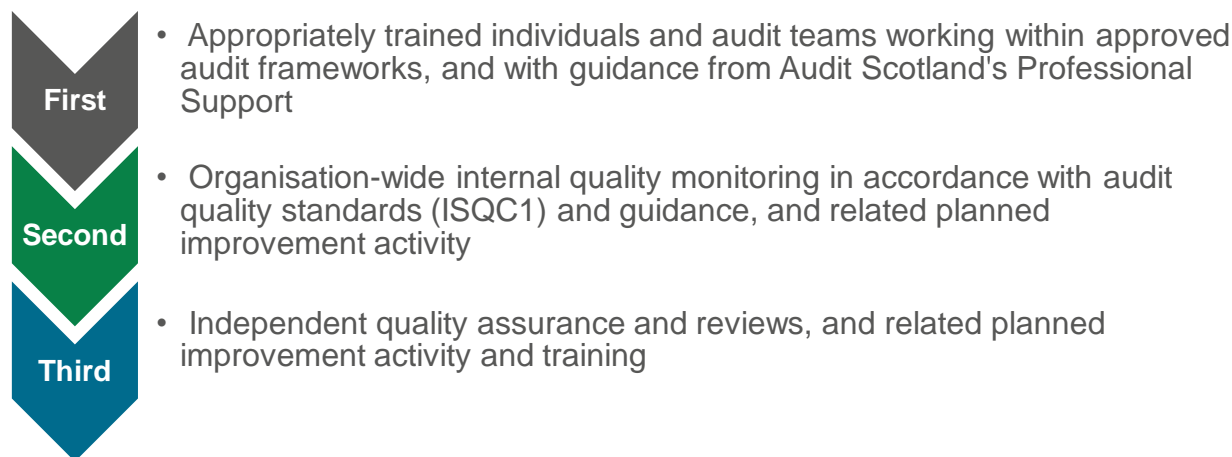 First
• Appropriately trained individuals and audit teams working within approved
audit frameworks, and with guidance from Audit Scotland's Professional
Support
Second
• Organisation-wide internal quality monitoring in accordance with audit
quality standards (ISQC1) and guidance, and related planned
improvement activity
Third
• Independent quality assurance and reviews, and related planned
improvement activity and training